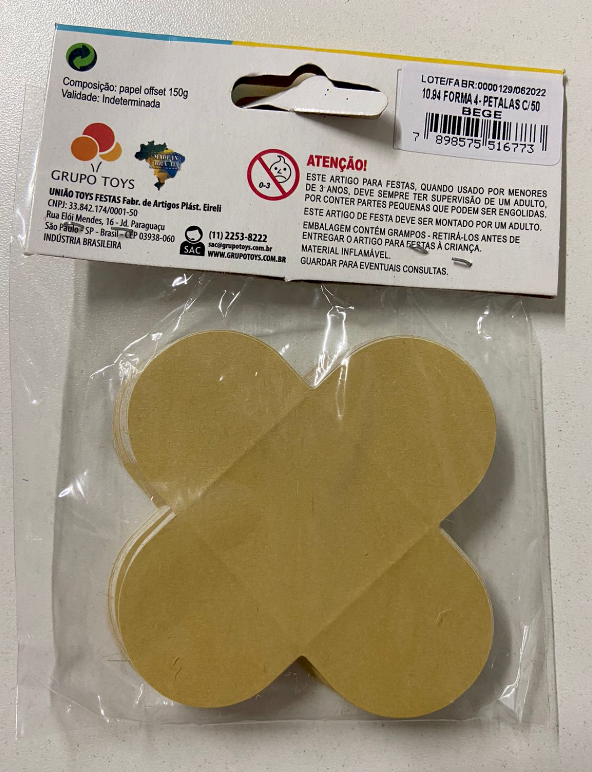 Composição: papel offset 150g
Validade: Indeterminada
LOTE/FABR:0000129/062022
10.94 FORMA 4- PETALAS C/50
BEGE
7 898575 516773
GRUPO TOYS
MADE IN
BRAZIL
UNIÃO TOYS FESTAS Fabr. de Artigos Plást. Eireli
CNPJ: 33.842.174/0001-50
Rua Elói Mendes, 16 - Jd. Paraguaçu
São Paulo - SP - Brasil - CEP 03938-060
INDÚSTRIA BRASILEIRA
SAC
(11) 2253-8222
sac@grupotoys.com.br
WWW.GRUPOTOYS.COM.BR
0-3
ATENÇÃO!
ESTE ARTIGO PARA FESTAS, QUANDO USADO POR MENORES
DE 3 ANOS, DEVE SEMPRE TER SUPERVISÃO DE UM ADULTO,
POR CONTER PARTES PEQUENAS QUE PODEM SER ENGOLIDAS.
ESTE ARTIGO DE FESTA DEVE SER MONTADO POR UM ADULTO.
EMBALAGEM CONTÉM GRAMPOS - RETIRÁ-LOS ANTES DE
ENTREGAR O ARTIGO PARA FESTAS À CRIANÇA.
MATERIAL INFLAMÁVEL.
GUARDAR PARA EVENTUAIS CONSULTAS.